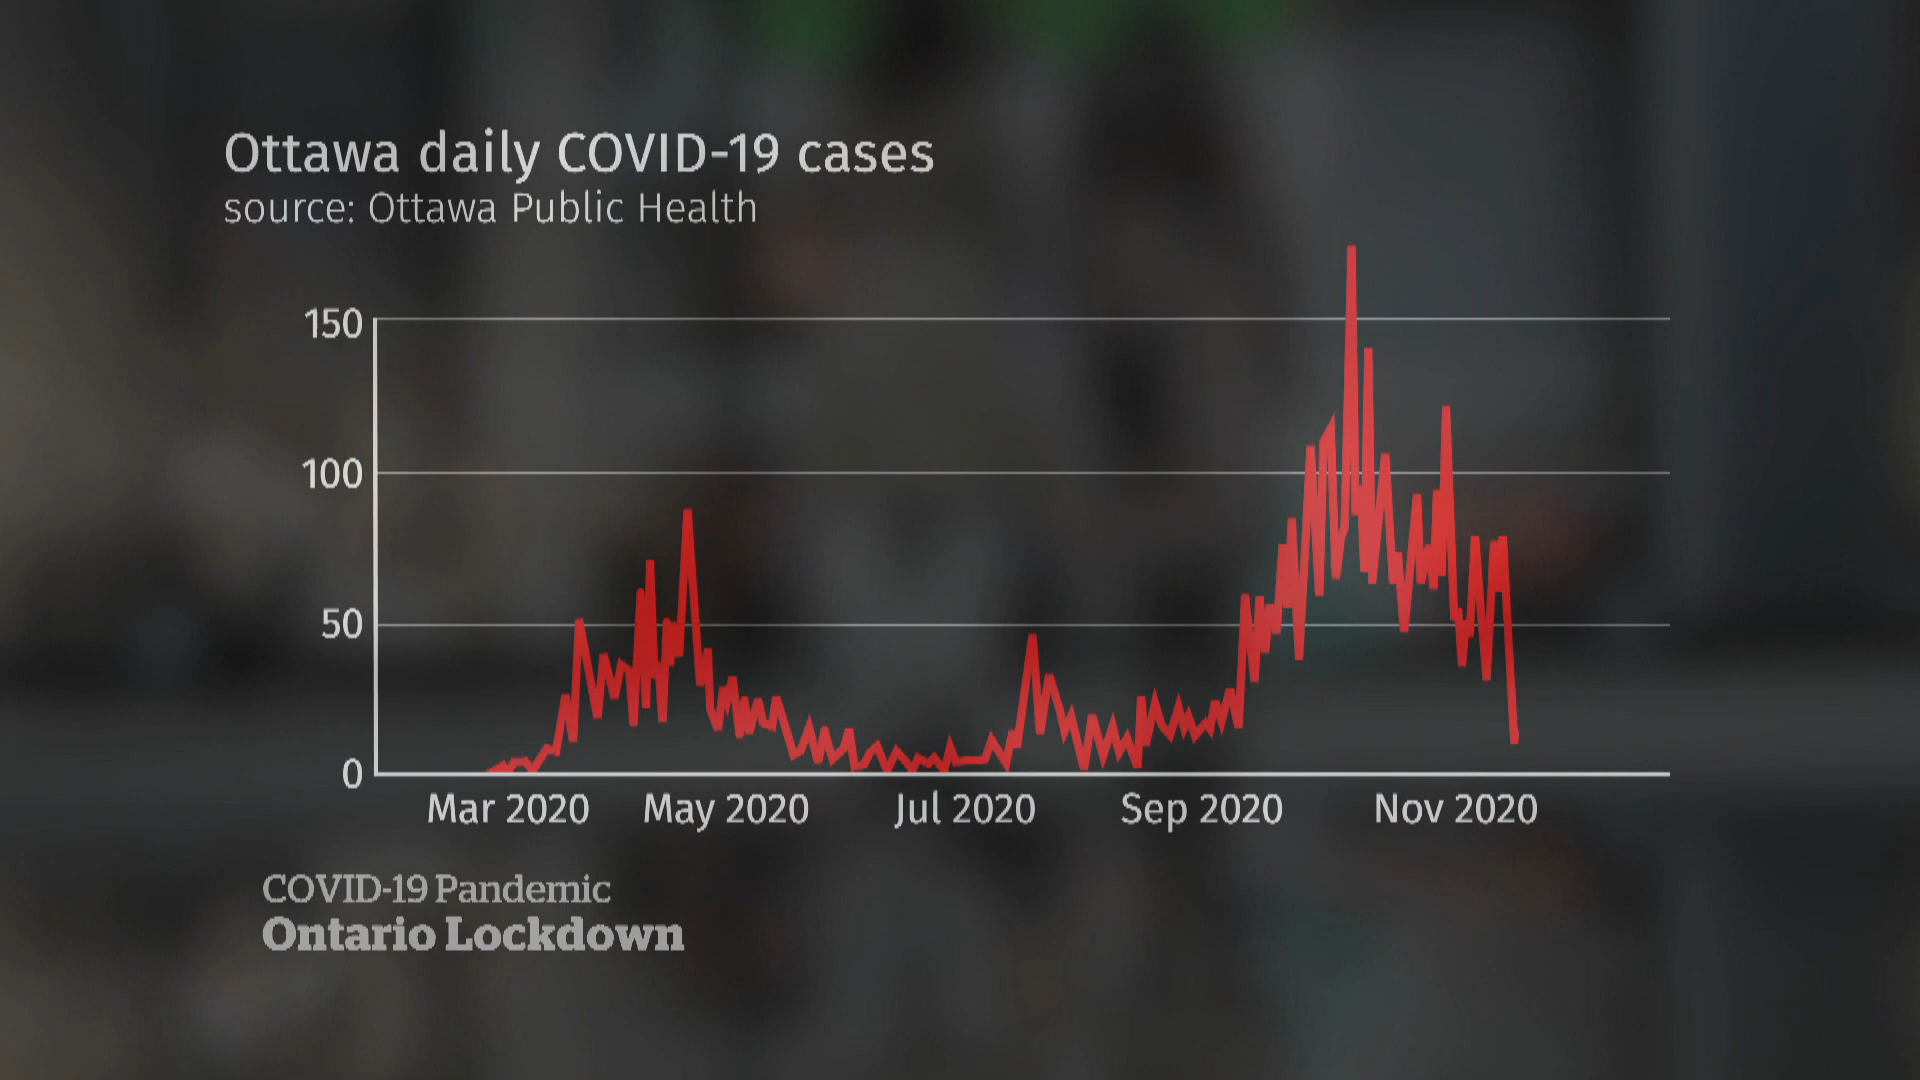 Ottawa daily COVID-19 cases
source: Ottawa Public Health
150
100
50
0
Mar 2020 May 2020 Jul 2020 Sep 2020 Nov 2020
COVID-19 Pandemic
Ontario Lockdown